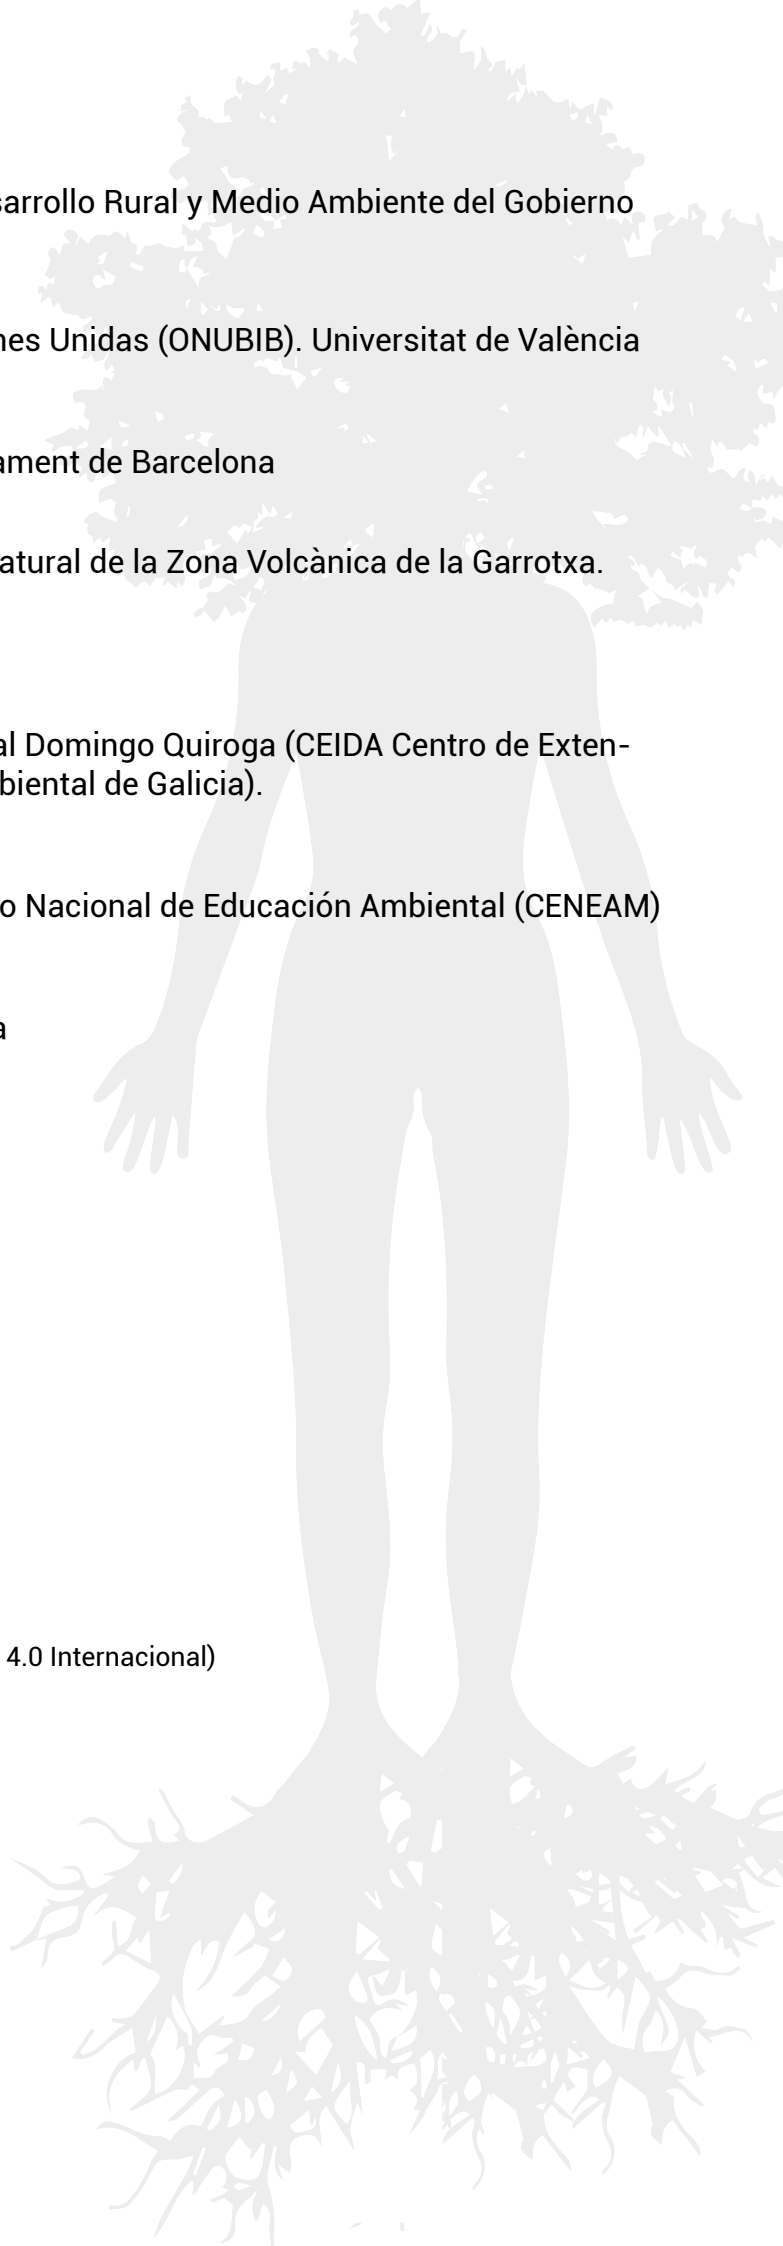 sarrollo Rural y Medio Ambiente del Gobierno
nes Unidas (ONUBIB). Universitat de València
ament de Barcelona
atural de la Zona Volcànica de la Garrotxa.
al Domingo Quiroga (CEIDA Centro de Exten-
biental de Galicia).
o Nacional de Educación Ambiental (CENEAM)
a
4.0 Internacional)